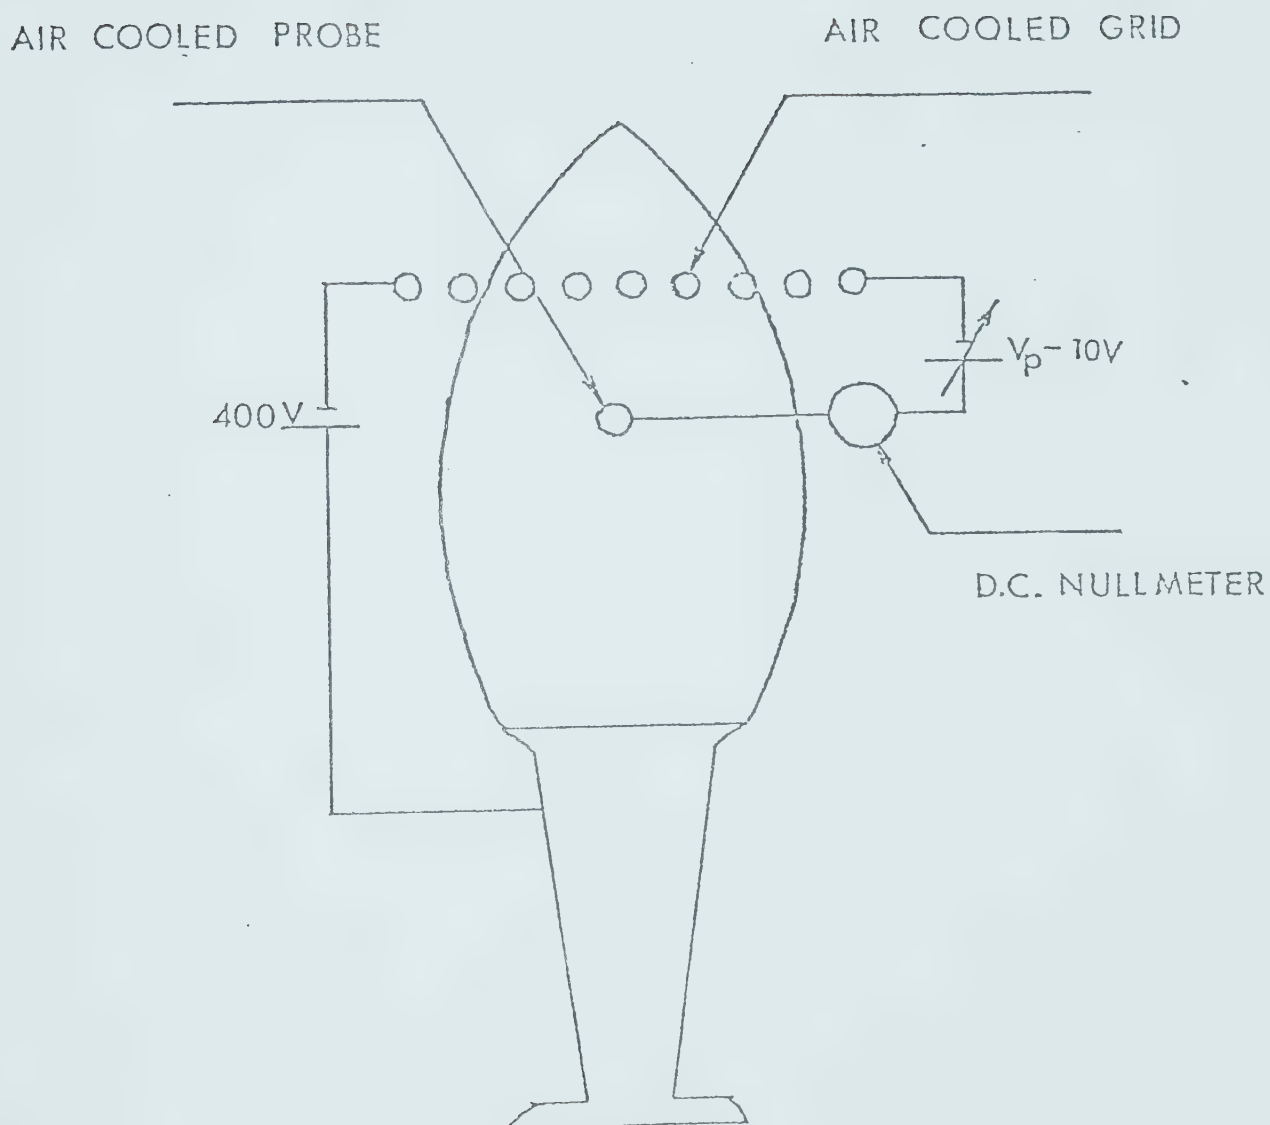 AIR COOLED PROBE
AIR COOLED GRID
400V
Vp-10V
D.C. NULLMETER